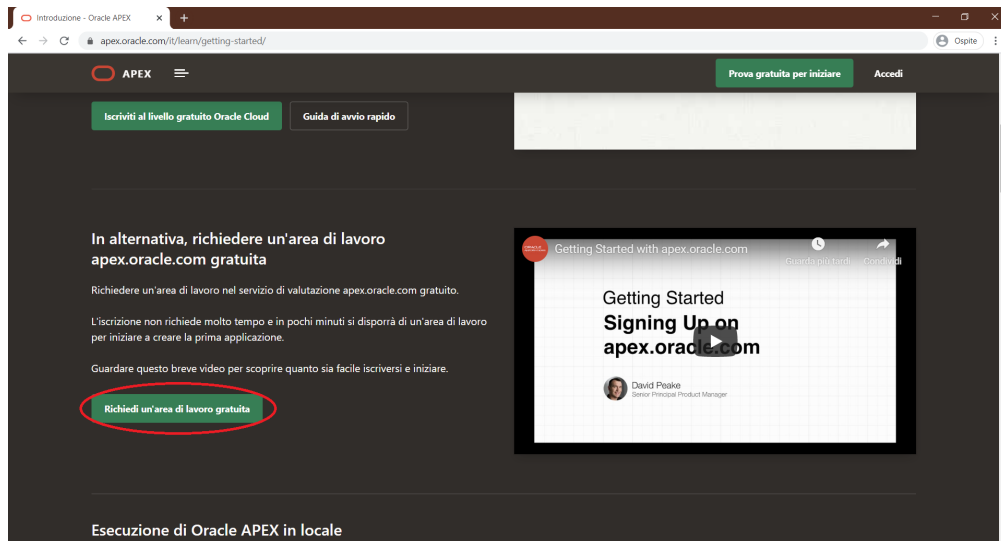 Introduzione - Oracle APEX
apex.oracle.com/it/learn/getting-started/
Ospite
APEX
Prova gratuita per iniziare
Accedi
Iscriviti al livello gratuito Oracle Cloud
Guida di avvio rapido
In alternativa, richiedere un'area di lavoro
apex.oracle.com gratuita
Richiedere un'area di lavoro nel servizio di valutazione apex.oracle.com gratuito.
L'iscrizione non richiede molto tempo e in pochi minuti si disporrà di un'area di lavoro
per iniziare a creare la prima applicazione.
Guardare questo breve video per scoprire quanto sia facile iscriversi e iniziare.
Richiedi un'area di lavoro gratuita
Getting Started with apex.oracle.com
Guarda più tardi
Condividi
Getting Started
Signing Up on
apex.oracle.com
David Peake
Senior Principal Product Manager
Esecuzione di Oracle APEX in locale